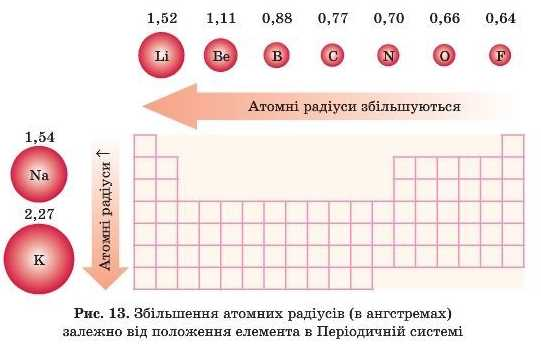 1,52 1,11 0,88 0,77 0,70 0,66 0,64
Li Be B C N O F
Атомні радіуси збільшуються
1,54
Na
2,27
K
Атомні радіуси ↑
Рис. 13. Збільшення атомних радіусів (в ангстремах)
залежно від положення елемента в Періодичній системі